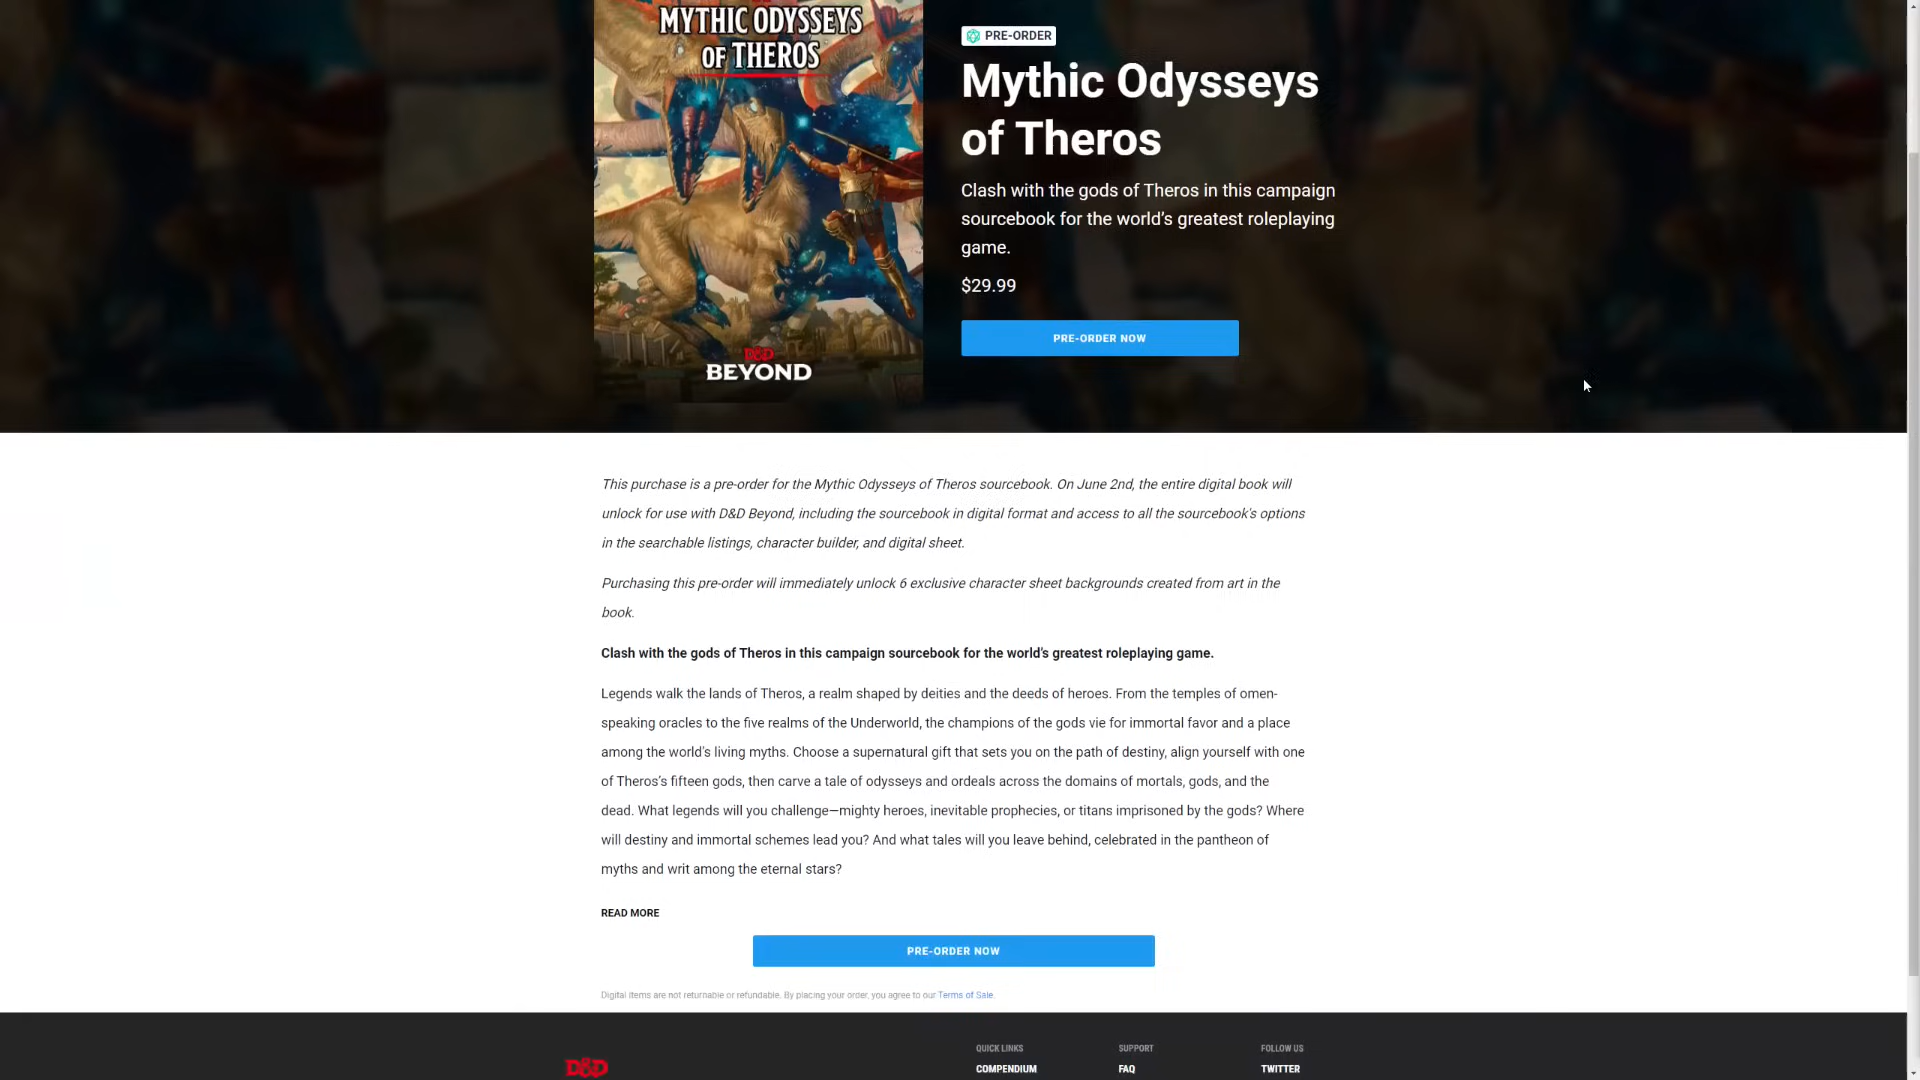 MYTHIC ODYSSEYS
OF THEROS
D&D
BEYOND
PRE-ORDER
Mythic Odysseys
of Theros
Clash with the gods of Theros in this campaign
sourcebook for the world's greatest roleplaying
game.
$29.99
PRE-ORDER NOW
This purchase is a pre-order for the Mythic Odysseys of Theros sourcebook. On June 2nd, the entire digital book will
unlock for use with D&D Beyond, including the sourcebook in digital format and access to all the sourcebook's options
in the searchable listings, character builder, and digital sheet.
Purchasing this pre-order will immediately unlock 6 exclusive character sheet backgrounds created from art in the
book.
Clash with the gods of Theros in this campaign sourcebook for the world's greatest roleplaying game.
Legends walk the lands of Theros, a realm shaped by deities and the deeds of heroes. From the temples of omen-
speaking oracles to the five realms of the Underworld, the champions of the gods vie for immortal favor and a place
among the world's living myths. Choose a supernatural gift that sets you on the path of destiny, align yourself with one
of Theros's fifteen gods, then carve a tale of odysseys and ordeals across the domains of mortals, gods, and the
dead. What legends will you challenge—mighty heroes, inevitable prophecies, or titans imprisoned by the gods? Where
will destiny and immortal schemes lead you? And what tales will you leave behind, celebrated in the pantheon of
myths and writ among the eternal stars?
READ MORE
PRE-ORDER NOW
Digital items are not returnable or refundable. By placing your order, you agree to our Terms of Sale.
D&D
QUICK LINKS
COMPENDIUM
SUPPORT
FAQ
FOLLOW US
TWITTER